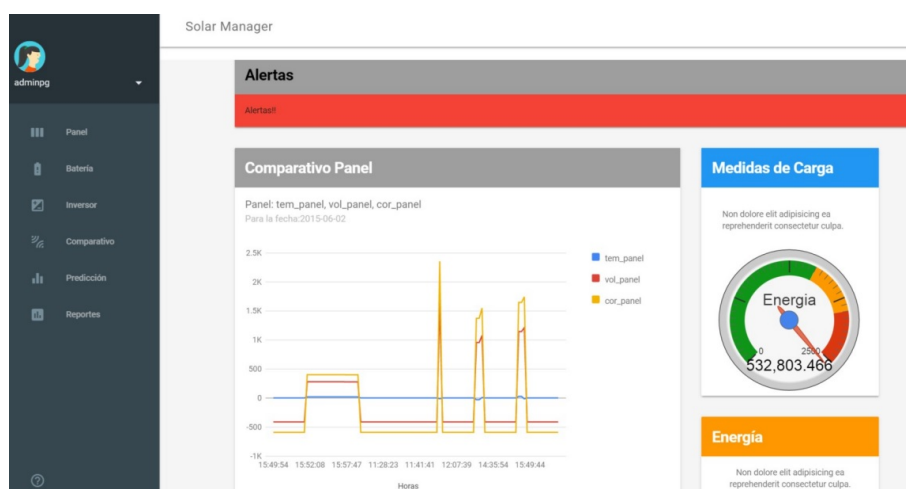 Solar Manager
adminpg
Panel
Batería
Inversor
Comparativo
Predicción
Reportes
Alertas
Alertas!!
Comparativo Panel
Panel: tem_panel, vol_panel, cor_panel
Para la fecha:2015-06-02
2.5K
2K
1.5K
1K
500
0
-500
-1K
15:49:54 15:52:08 15:57:47 11:28:23 11:41:41 12:07:39 14:35:54 15:49:44
Horas
tem_panel
vol_panel
cor_panel
Medidas de Carga
Non dolore elit adipisicing ea
reprehenderit consectetur culpa.
Energia
0 2500
532,803.466
Energía
Non dolore elit adipisicing ea
reprehenderit consectetur culpa.